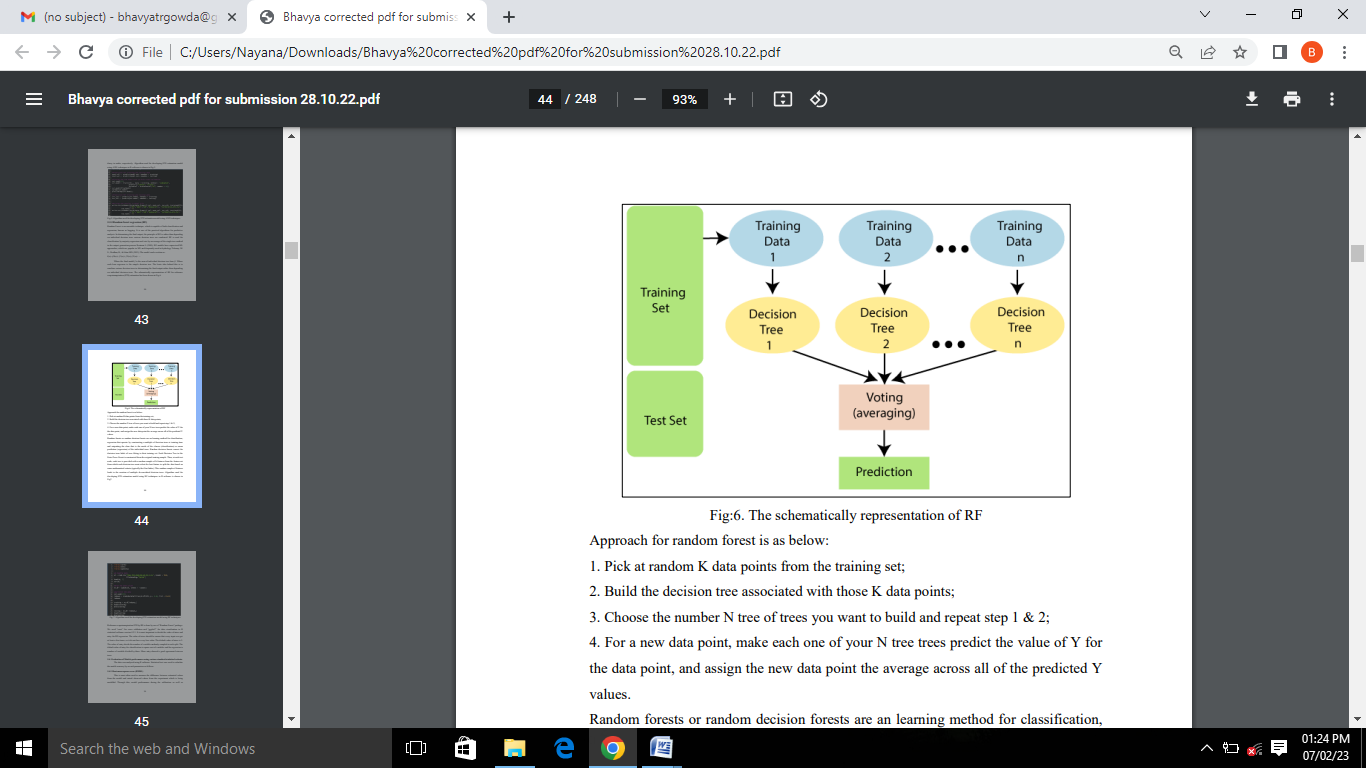 (no subject) - bhavyatrgowda@g
Bhavya corrected pdf for submiss
File
C:/Users/Nayana/Downloads/Bhavya%20corrected%20pdf%20for%20submission%2028.10.22.pdf
B
Bhavya corrected pdf for submission 28.10.22.pdf
44 / 248
93%
43
44
45
Training
Set
Test Set
Training
Data
1
Training
Data
2
Training
Data
n
Decision
Tree
1
Decision
Tree
2
Decision
Tree
n
Voting
(averaging)
Prediction
Fig:6. The schematically representation of RF
Approach for random forest is as below:
1. Pick at random K data points from the training set;
2. Build the decision tree associated with those K data points;
3. Choose the number N tree of trees you want to build and repeat step 1 & 2;
4. For a new data point, make each one of your N tree trees predict the value of Y for
the data point, and assign the new data point the average across all of the predicted Y
values.
Random forests or random decision forests are an learning method for classification,
Search the web and Windows
01:24 PM
07/02/23